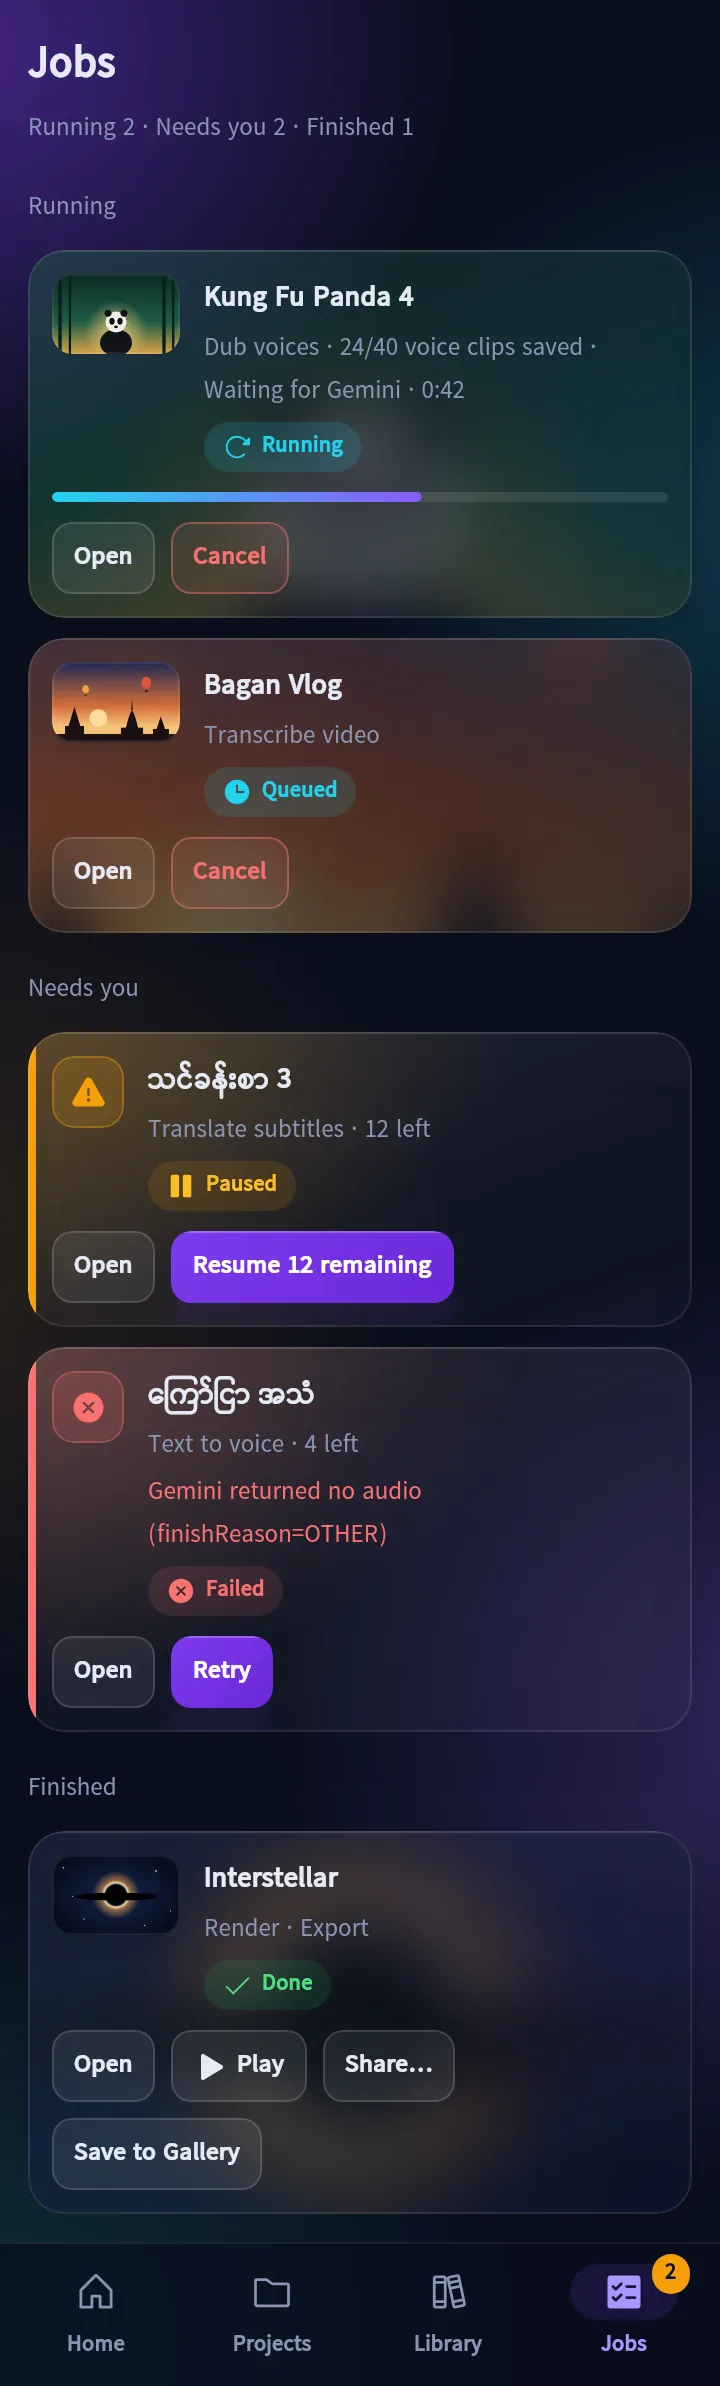 Jobs
Running 2 · Needs you 2 · Finished 1
Running
Kung Fu Panda 4
Dub voices · 24/40 voice clips saved ·
Waiting for Gemini · 0:42
Running
Open
Cancel
Bagan Vlog
Transcribe video
Queued
Open
Cancel
Needs you
သင်ခန်းစာ 3
Translate subtitles · 12 left
Paused
Open
Resume 12 remaining
ကြော်ငြာ အသံ
Text to voice · 4 left
Gemini returned no audio
(finishReason=OTHER)
Failed
Open
Retry
Finished
Interstellar
Render · Export
Done
Open
Play
Share...
Save to Gallery
2
Home
Projects
Library
Jobs